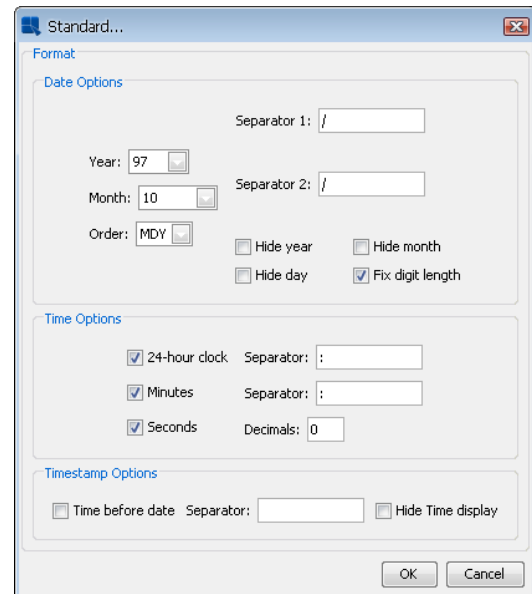 Standard...
Format
Date Options
Separator 1: /
Year: 97
Separator 2: /
Month: 10
Order: MDY
Hide year Hide month
Hide day Fix digit length
Time Options
24-hour clock Separator: :
Minutes Separator: :
Seconds Decimals: 0
Timestamp Options
Time before date Separator: Hide Time display
OK Cancel